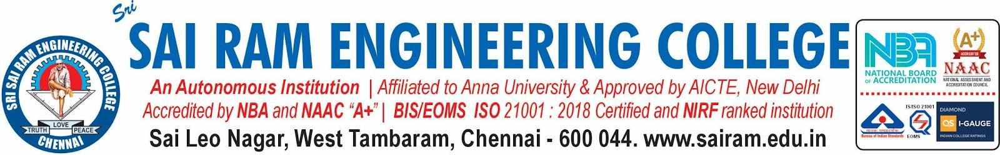 Sri
SAI RAM ENGINEERING COLLEGE
An Autonomous Institution | Affiliated to Anna University & Approved by AICTE, New Delhi
Accredited by NBA and NAAC “A+” | BIS/EOMS ISO 21001 : 2018 Certified and NIRF ranked institution
Sai Leo Nagar, West Tambaram, Chennai - 600 044. www.sairam.edu.in
SRI SAI RAM ENGINEERING COLLEGE
LOVE
TRUTH PEACE
CHENNAI
NBA
NATIONAL BOARD
OF ACCREDITATION
A+
ACCREDITED
NAAC
NATIONAL ASSESSMENT AND
ACCREDITATION COUNCIL
Bureau of Indian Standards
IS/ISO 21001
EOMS
DIAMOND
QS I-GAUGE
INDIAN COLLEGE RATINGS